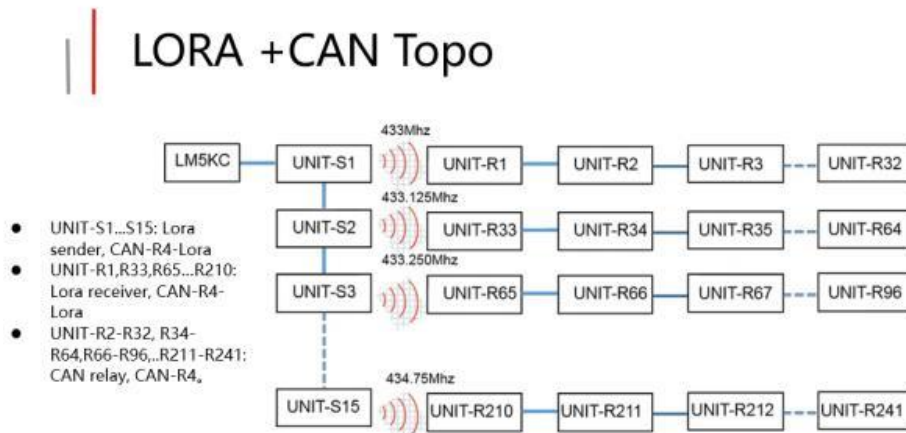 LORA +CAN Topo
433Mhz
LM5KC
UNIT-S1
UNIT-R1
UNIT-R2
UNIT-R3
UNIT-R32
433.125Mhz
UNIT-S2
UNIT-R33
UNIT-R34
UNIT-R35
UNIT-R64
433.250Mhz
UNIT-S3
UNIT-R65
UNIT-R66
UNIT-R67
UNIT-R96
434.75Mhz
UNIT-S15
UNIT-R210
UNIT-R211
UNIT-R212
UNIT-R241
● UNIT-S1...S15: Lora
sender, CAN-R4-Lora
● UNIT-R1,R33,R65...R210:
Lora receiver, CAN-R4-
Lora
● UNIT-R2-R32, R34-
R64,R66-R96,..R211-R241:
CAN relay, CAN-R4。